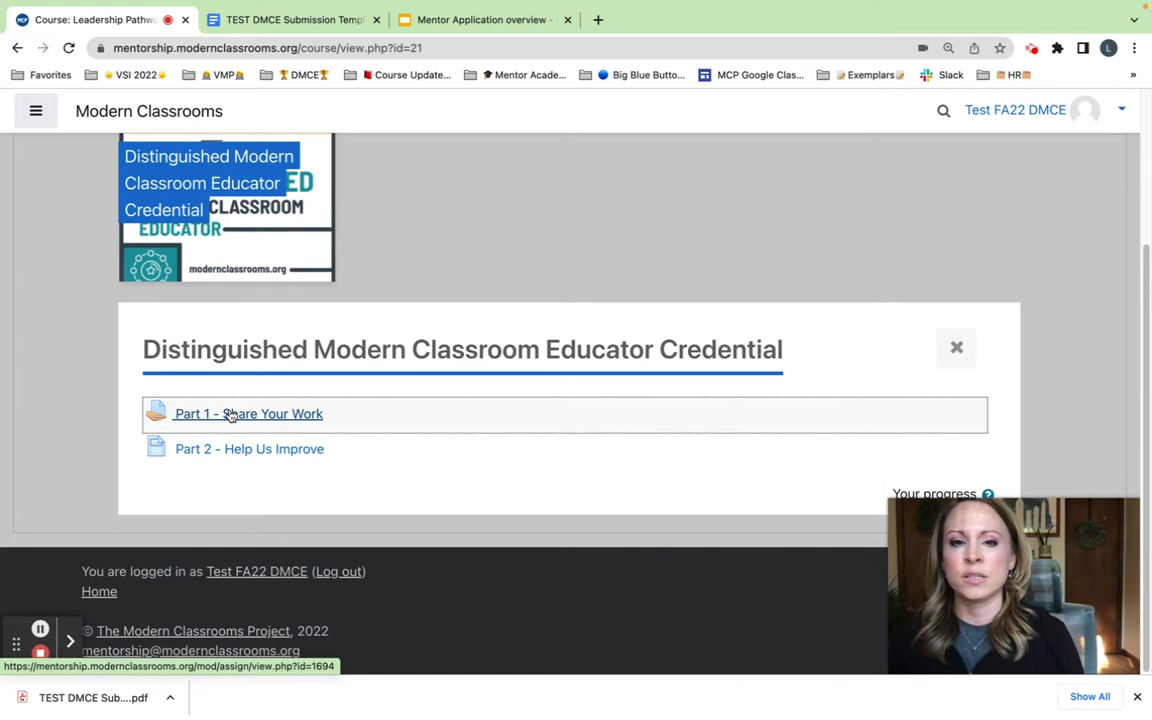 Course: Leadership Pathw
TEST DMCE Submission Templ
Mentor Application overview -
mentorship.modernclassrooms.org/course/view.php?id=21
L
Favorites
VSI 2022
VMP
DMCE
Course Update...
Mentor Acade...
Big Blue Butto...
MCP Google Clas...
Exemplars
Slack
HR
»
Modern Classrooms
Test FA22 DMCE
Distinguished Modern
Classroom Educator
Credential
ED
CLASSROOM
EDUCATOR
modernclassrooms.org
Distinguished Modern Classroom Educator Credential
Part 1 - Share Your Work
Part 2 - Help Us Improve
Your progress
You are logged in as Test FA22 DMCE (Log out)
Home
© The Modern Classrooms Project, 2022
mentorship@modernclassrooms.org
https://mentorship.modernclassrooms.org/mod/assign/view.php?id=1694
TEST DMCE Sub....pdf
Show All